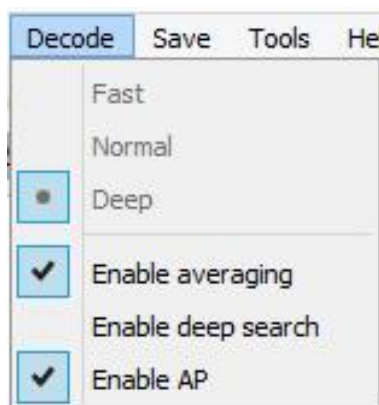 Decode Save Tools He
Fast
Normal
Deep
Enable averaging
Enable deep search
Enable AP